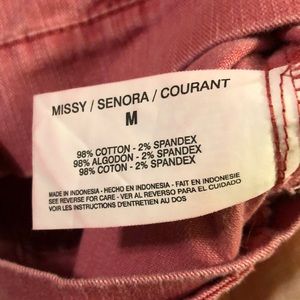 MISSY / SENORA / COURANT
M
98% COTTON - 2% SPANDEX
98% ALGODON - 2% SPANDEX
98% COTON - 2% SPANDEX
MADE IN INDONESIA - HECHO EN INDONESIA - FAIT EN INDONESIE
SEE REVERSE FOR CARE - VER AL REVERSO PARA EL CUIDADO
VOIR LES INSTRUCTIONS D'ENTRETIEN AU DOS